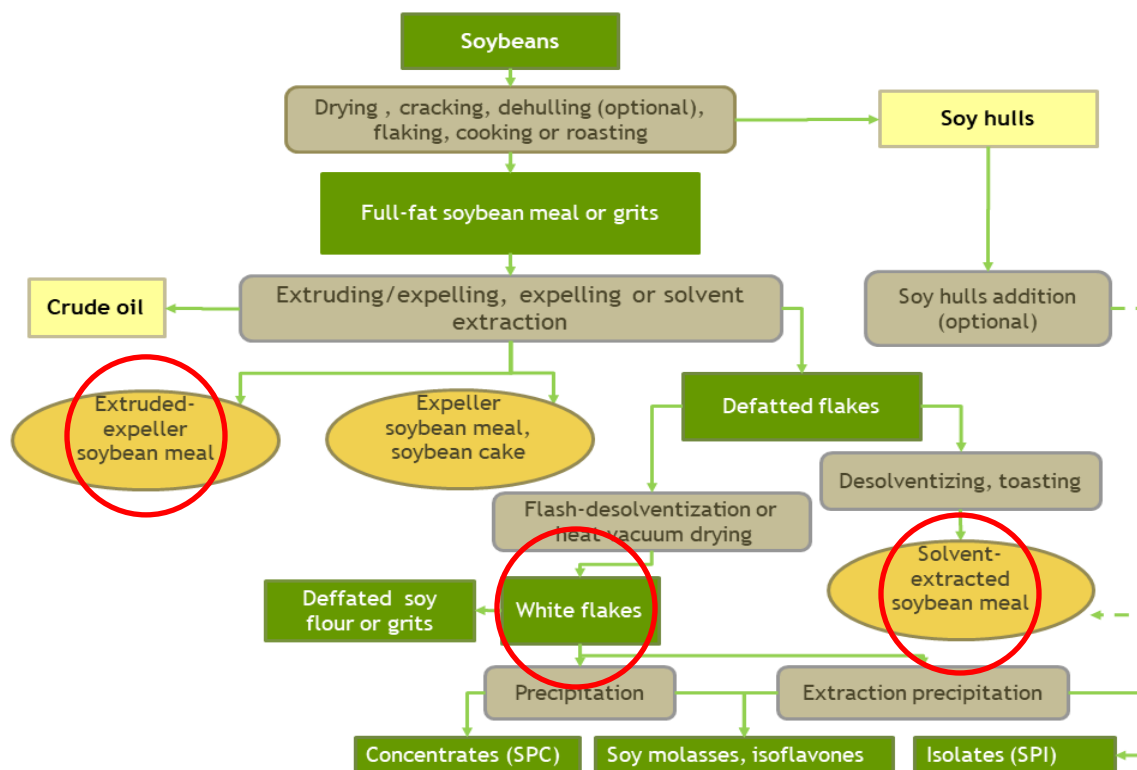 Soybeans
Drying , cracking, dehulling (optional),
flaking, cooking or roasting
Soy hulls
Full-fat soybean meal or grits
Crude oil
Extruding/expelling, expelling or solvent
extraction
Soy hulls addition
(optional)
Extruded-
expeller
soybean meal
Expeller
soybean meal,
soybean cake
Defatted flakes
Desolventizing, toasting
Flash-desolventization or
heat vacuum drying
Solvent-
extracted
soybean meal
Deffated soy
flour or grits
White flakes
Precipitation
Extraction precipitation
Concentrates (SPC)
Soy molasses, isoflavones
Isolates (SPI)